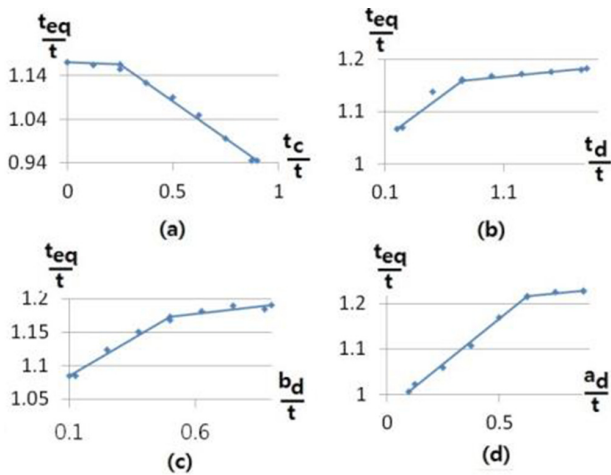 t_eq/t
1.14
1.04
0.94
0
0.5
1
t_c/t
(a)
t_eq/t
1.2
1.1
1
0.1
1.1
t_d/t
(b)
t_eq/t
1.2
1.15
1.1
1.05
0.1
0.6
b_d/t
(c)
t_eq/t
1.2
1.1
1
0
0.5
a_d/t
(d)